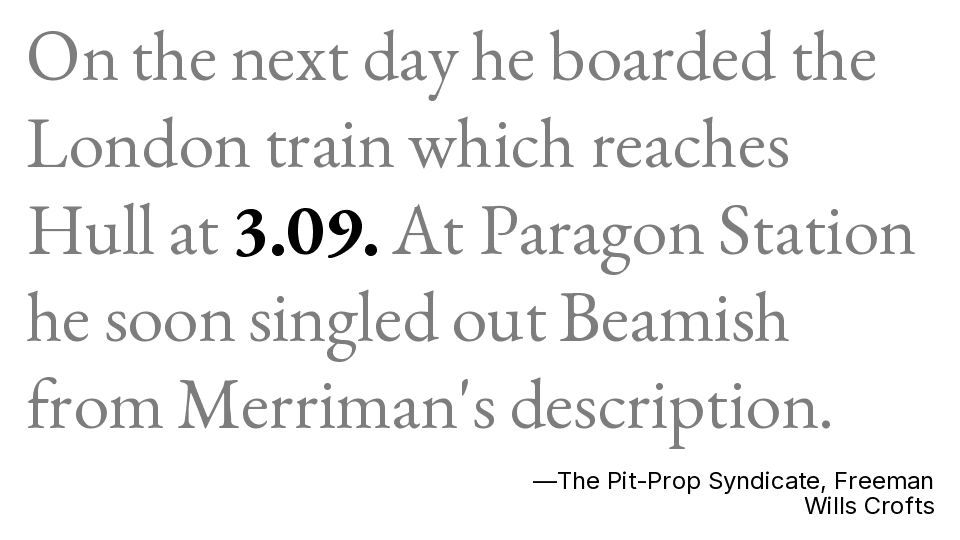 On the next day he boarded the
London train which reaches
Hull at 3.09. At Paragon Station
he soon singled out Beamish
from Merriman's description.
—The Pit-Prop Syndicate, Freeman
Wills Crofts